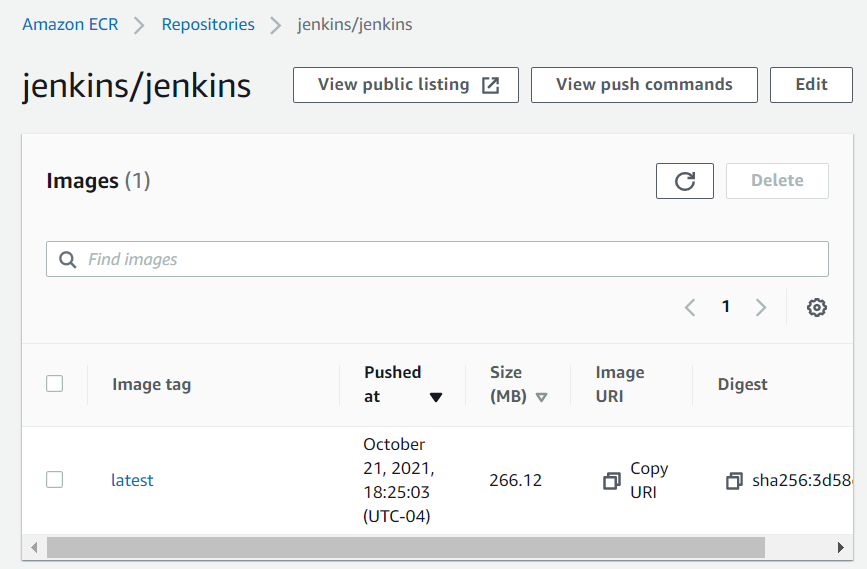 Amazon ECR > Repositories > jenkins/jenkins
jenkins/jenkins
View public listing
View push commands
Edit
Images (1)
Delete
Find images
1
Image tag
Pushed at
Size (MB)
Image URI
Digest
latest
October 21, 2021, 18:25:03 (UTC-04)
266.12
Copy URI
sha256:3d58